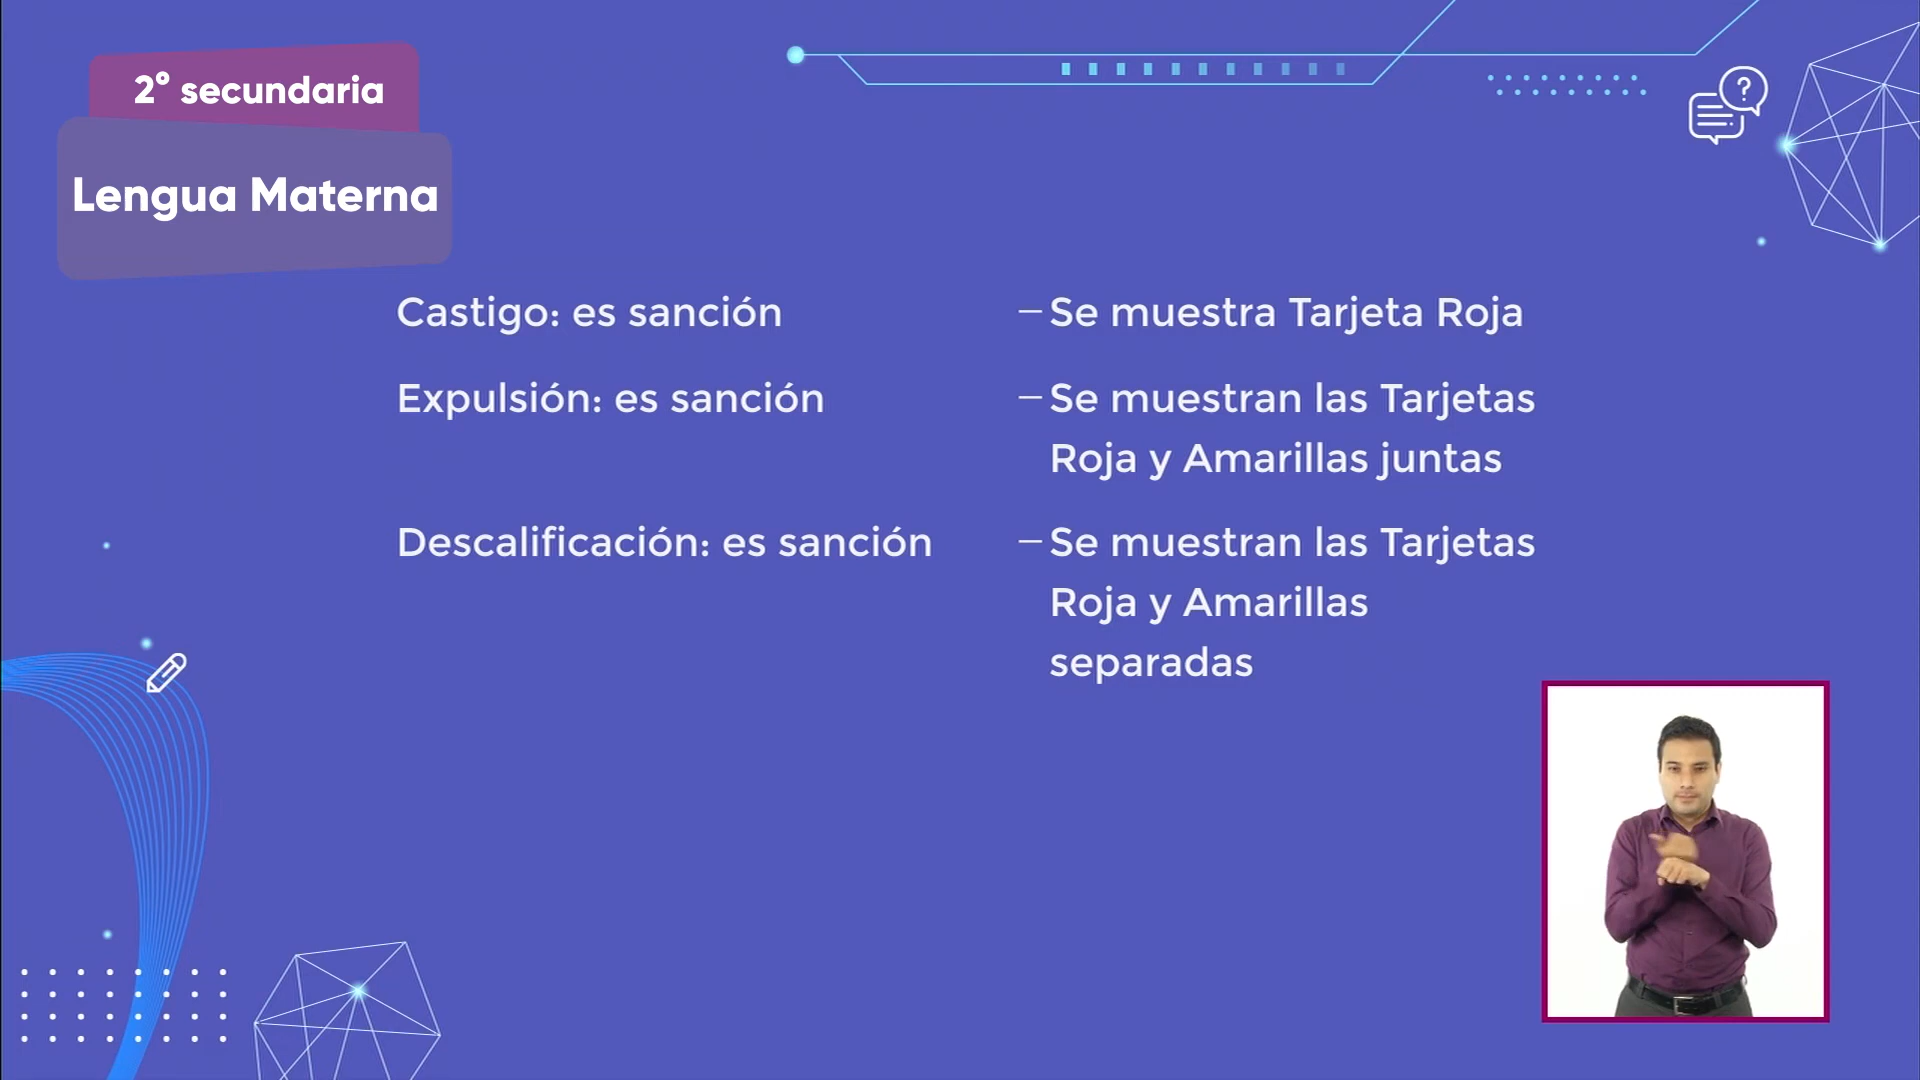 2° secundaria
Lengua Materna
Castigo: es sanción
– Se muestra Tarjeta Roja
Expulsión: es sanción
– Se muestran las Tarjetas
Roja y Amarillas juntas
Descalificación: es sanción
– Se muestran las Tarjetas
Roja y Amarillas
separadas
?